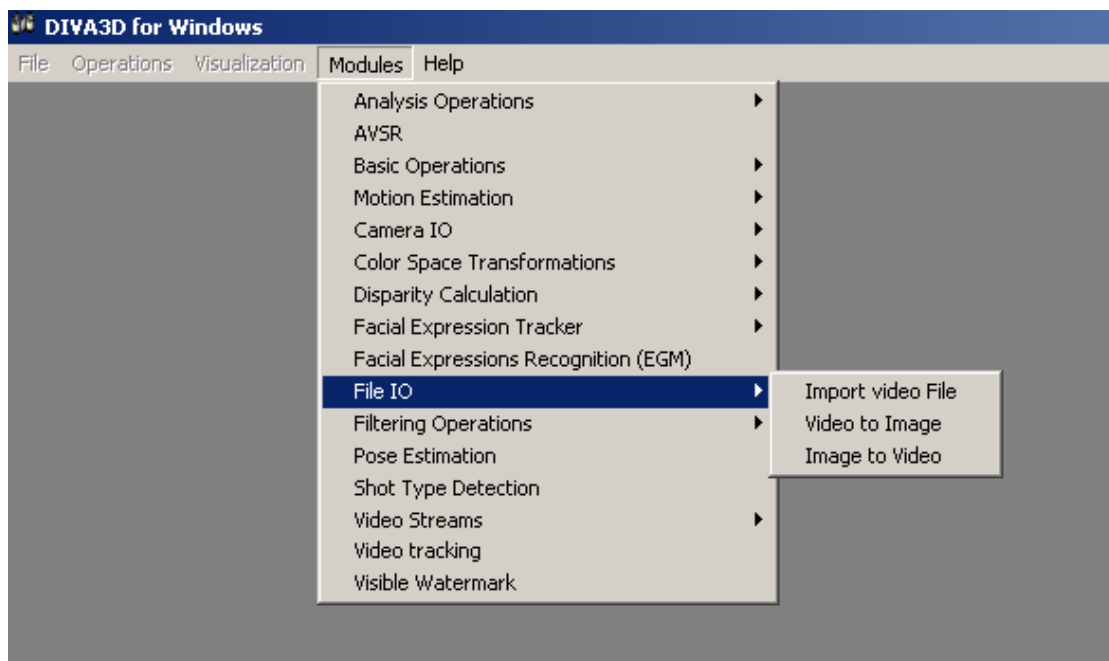 DIVA3D for Windows
File Operations Visualization Modules Help
Analysis Operations
AVSR
Basic Operations
Motion Estimation
Camera IO
Color Space Transformations
Disparity Calculation
Facial Expression Tracker
Facial Expressions Recognition (EGM)
File IO
Import video File
Filtering Operations
Video to Image
Pose Estimation
Image to Video
Shot Type Detection
Video Streams
Video tracking
Visible Watermark